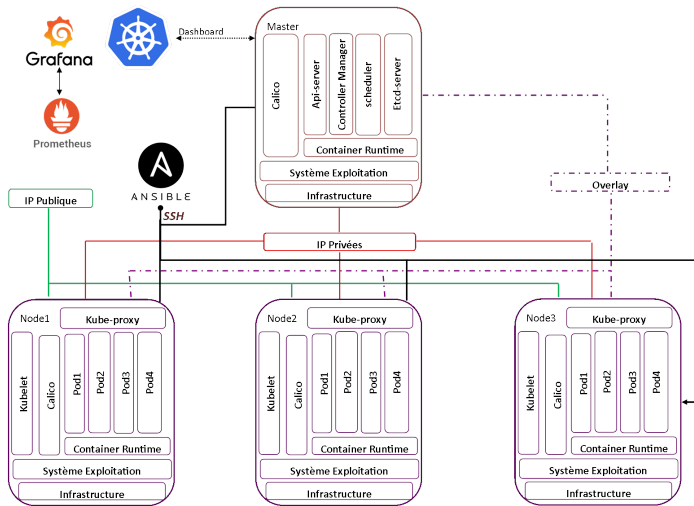 Grafana
Prometheus
Dashboard
Master
Calico
Api-server
Controller Manager
scheduler
Etcd-server
Container Runtime
Système Exploitation
Infrastructure
ANSIBLE
SSH
IP Publique
Overlay
IP Privées
Node1
Kube-proxy
Kubelet
Calico
Pod1
Pod2
Pod3
Pod4
Container Runtime
Système Exploitation
Infrastructure
Node2
Kube-proxy
Kubelet
Calico
Pod1
Pod2
Pod3
Pod4
Container Runtime
Système Exploitation
Infrastructure
Node3
Kube-proxy
Kubelet
Calico
Pod1
Pod2
Pod3
Pod4
Container Runtime
Système Exploitation
Infrastructure